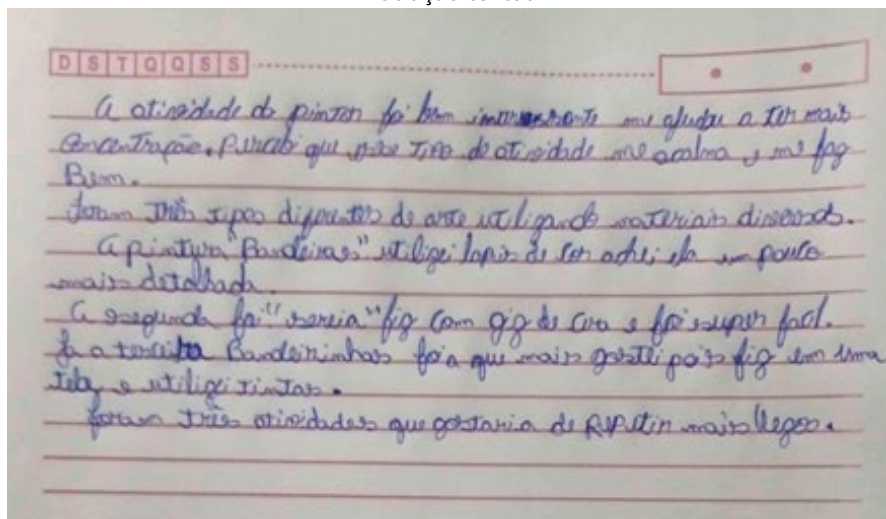 D S T Q Q S S
A atividade de pintar foi bem interessante me ajudou a ter mais
concentração. Percebi que esse tipo de atividade me acalma e me faz
Bem.
foram três tipos diferentes de arte utilizando materiais diversos.
A pintura "Bandeiras" utilizei lapis de cor achei ela um pouco
mais detalhada.
A segunda foi "sereia" fiz com giz de cera e foi super facil.
Ja a terceira Bandeirinhas foi a que mais gostei pois fiz em uma
tela e utilizei tintas.
foram três atividades que gostaria de Repetir mais vezes.